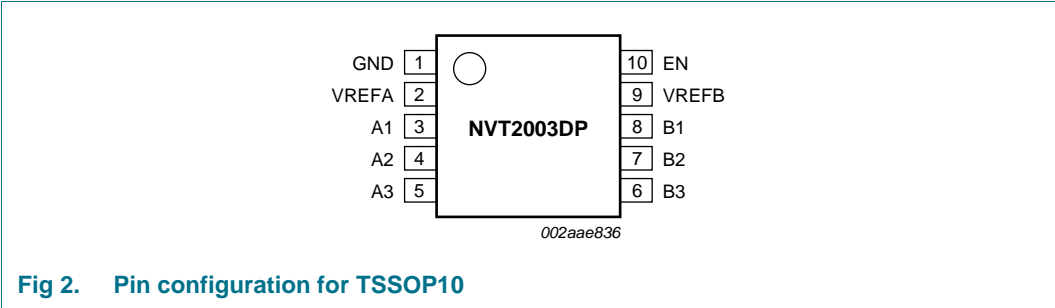 GND 1 10 EN
VREFA 2 9 VREFB
A1 3 NVT2003DP 8 B1
A2 4 7 B2
A3 5 6 B3
002aae836
Fig 2. Pin configuration for TSSOP10